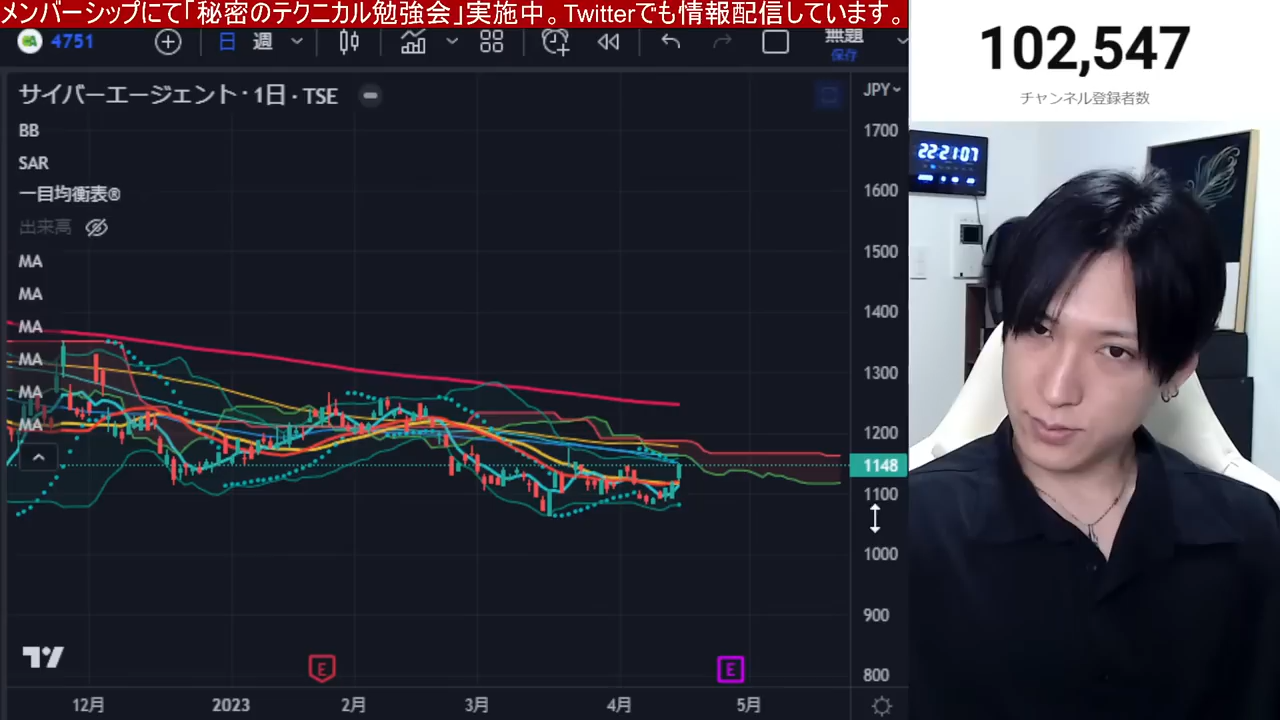 メンバーシップにて「秘密のテクニカル勉強会」実施中。Twitterでも情報配信しています。
4751
日 週
無題
保存
102,547
チャンネル登録者数
サイバーエージェント・1日・TSE
JPY
BB
SAR
一目均衡表®
出来高
MA
MA
MA
MA
MA
MA
1700
1600
1500
1400
1300
1200
1148
1100
1000
900
800
E
E
12月 2023 2月 3月 4月 5月
22:21:07